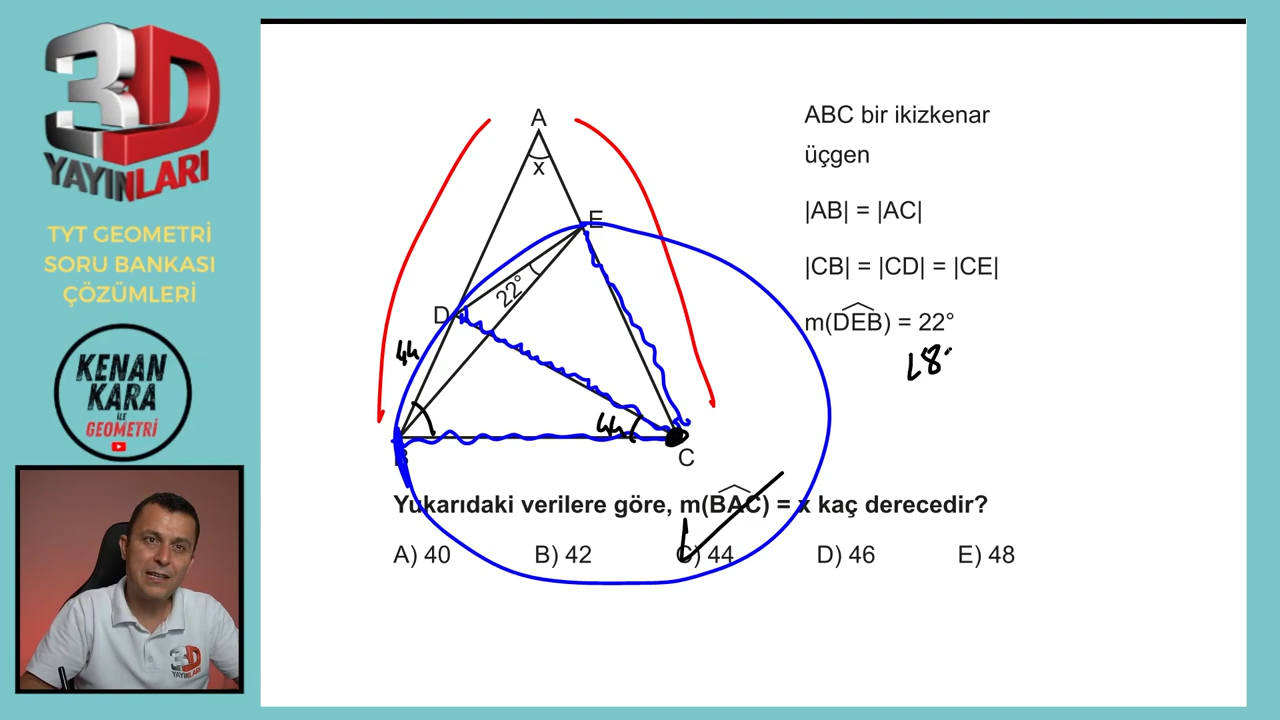 3D
YAYINLARI
TYT GEOMETRİ
SORU BANKASI
ÇÖZÜMLERİ
KENAN
KARA
İLE
GEOMETRİ
3D
YAYINLARI
A
x
E
22°
D
44
44
B
C
ABC bir ikizkenar
üçgen
|AB| = |AC|
|CB| = |CD| = |CE|
m(DEB) = 22°
18
Yukarıdaki verilere göre, m(BAC) = x kaç derecedir?
A) 40 B) 42 C) 44 D) 46 E) 48